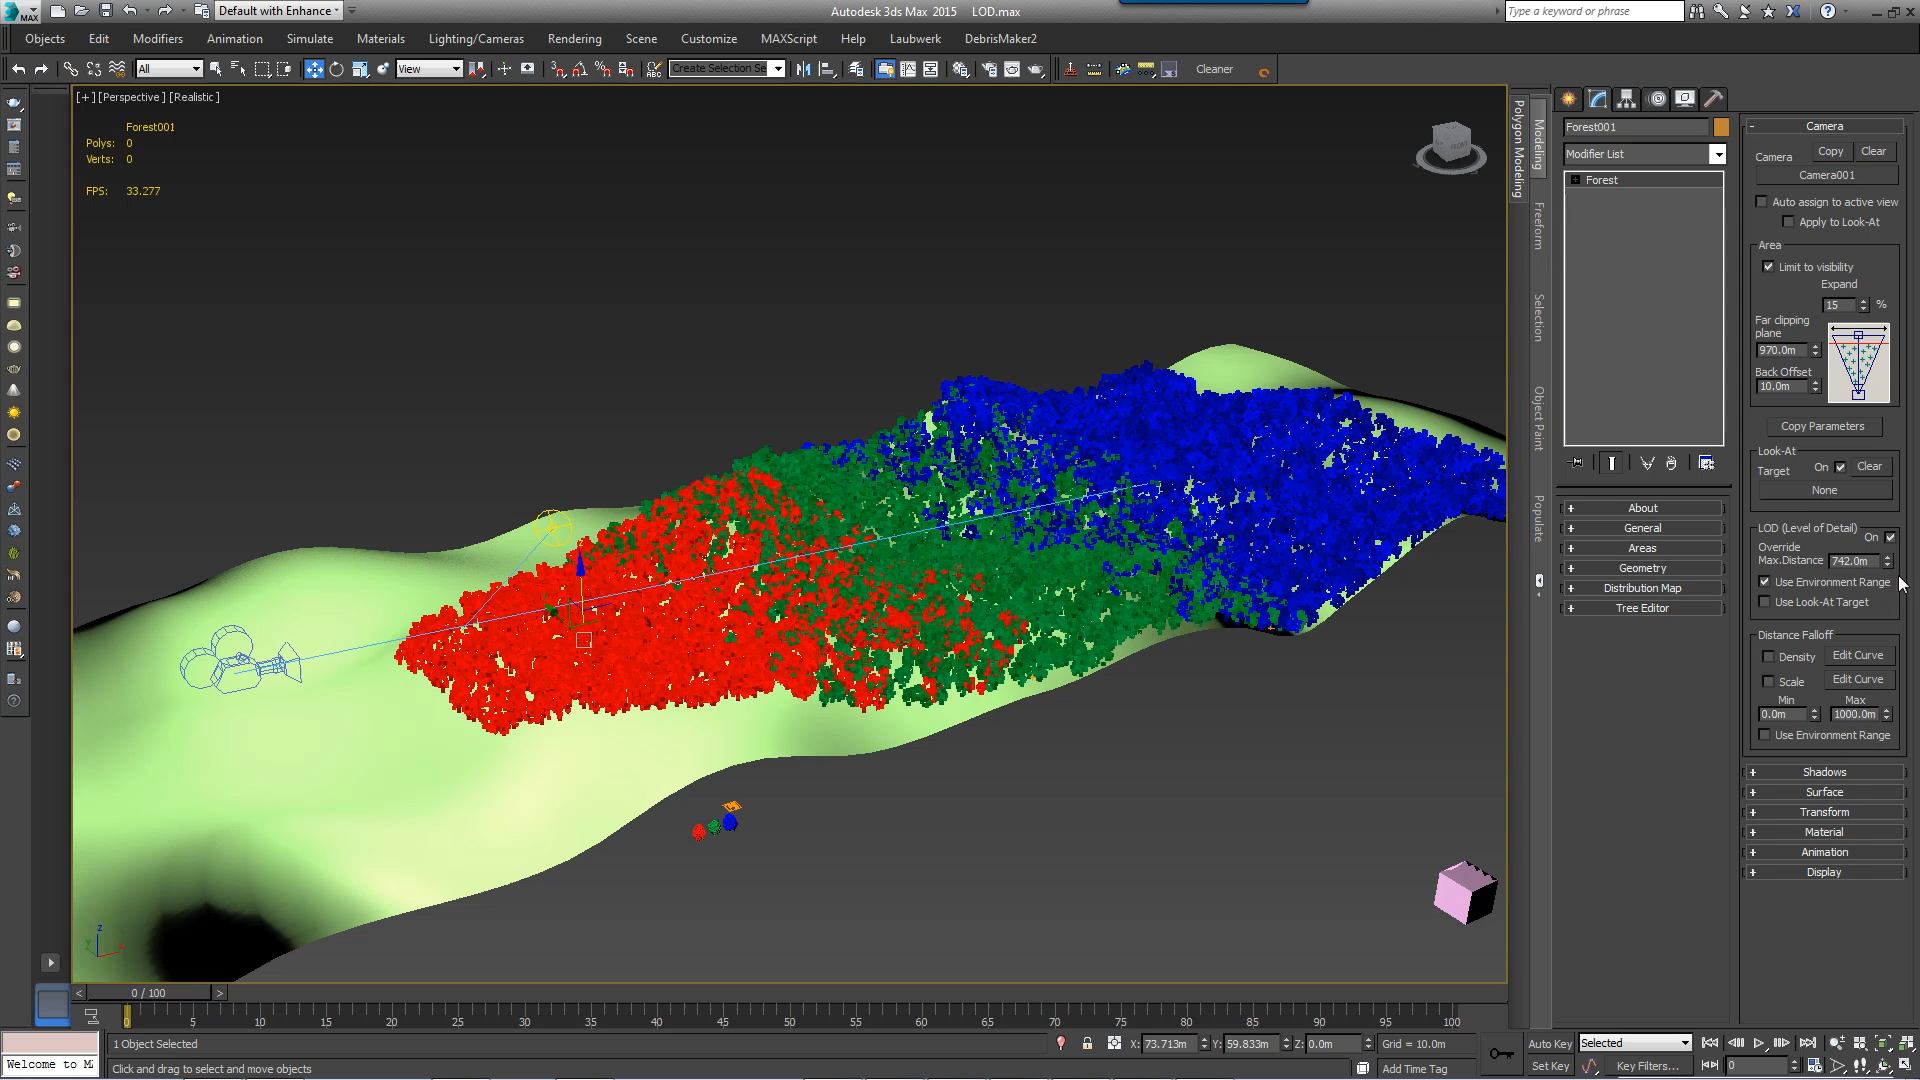 MAX
Default with Enhance
Autodesk 3ds Max 2015 LOD.max
Type a keyword or phrase
Objects Edit Modifiers Animation Simulate Materials Lighting/Cameras Rendering Scene Customize MAXScript Help Laubwerk DebrisMaker2
All View Create Selection Se Cleaner
[+] [Perspective ] [Realistic ]
Forest001
Polys: 0
Verts: 0
FPS: 33.277
FRONT
Polygon Modeling
Modeling
Freeform
Selection
Object Paint
Populate
Forest001
Modifier List
Forest
+ About
+ General
+ Areas
+ Geometry
+ Distribution Map
+ Tree Editor
- Camera
Camera Copy Clear
Camera001
Auto assign to active view
Apply to Look-At
Area
Limit to visibility
Expand
15 %
Far clipping
plane
970.0m
Back Offset
10.0m
Copy Parameters
Look-At
Target On Clear
None
LOD (Level of Detail)
On
Override
Max.Distance 742.0m
Use Environment Range
Use Look-At Target
Distance Falloff
Density Edit Curve
Scale Edit Curve
Min Max
0.0m 1000.0m
Use Environment Range
+ Shadows
+ Surface
+ Transform
+ Material
+ Animation
+ Display
z
< 0 / 100 >
0 5 10 15 20 25 30 35 40 45 50 55 60 65 70 75 80 85 90 95 100
1 Object Selected
X: 73.713m Y: 59.833m Z: 0.0m Grid = 10.0m
Auto Key Selected
Welcome to M
Click and drag to select and move objects
Add Time Tag
Set Key Key Filters... 0